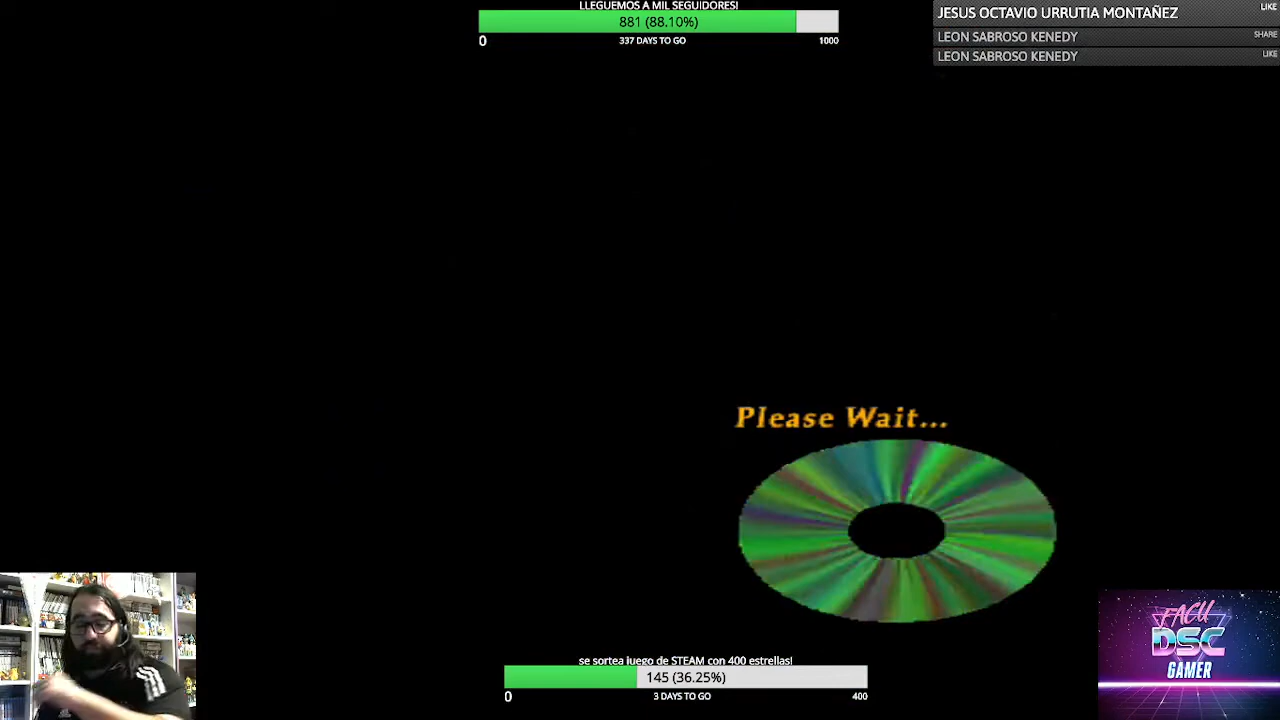 LLEGUEMOS A MIL SEGUIDORES!
881 (88.10%)
0
337 DAYS TO GO
1000
JESUS OCTAVIO URRUTIA MONTAÑEZ
LIKE
LEON SABROSO KENEDY
SHARE
LEON SABROSO KENEDY
LIKE
Please Wait...
se sortea juego de STEAM con 400 estrellas!
145 (36.25%)
0
3 DAYS TO GO
400
FACU
DSC
GAMER